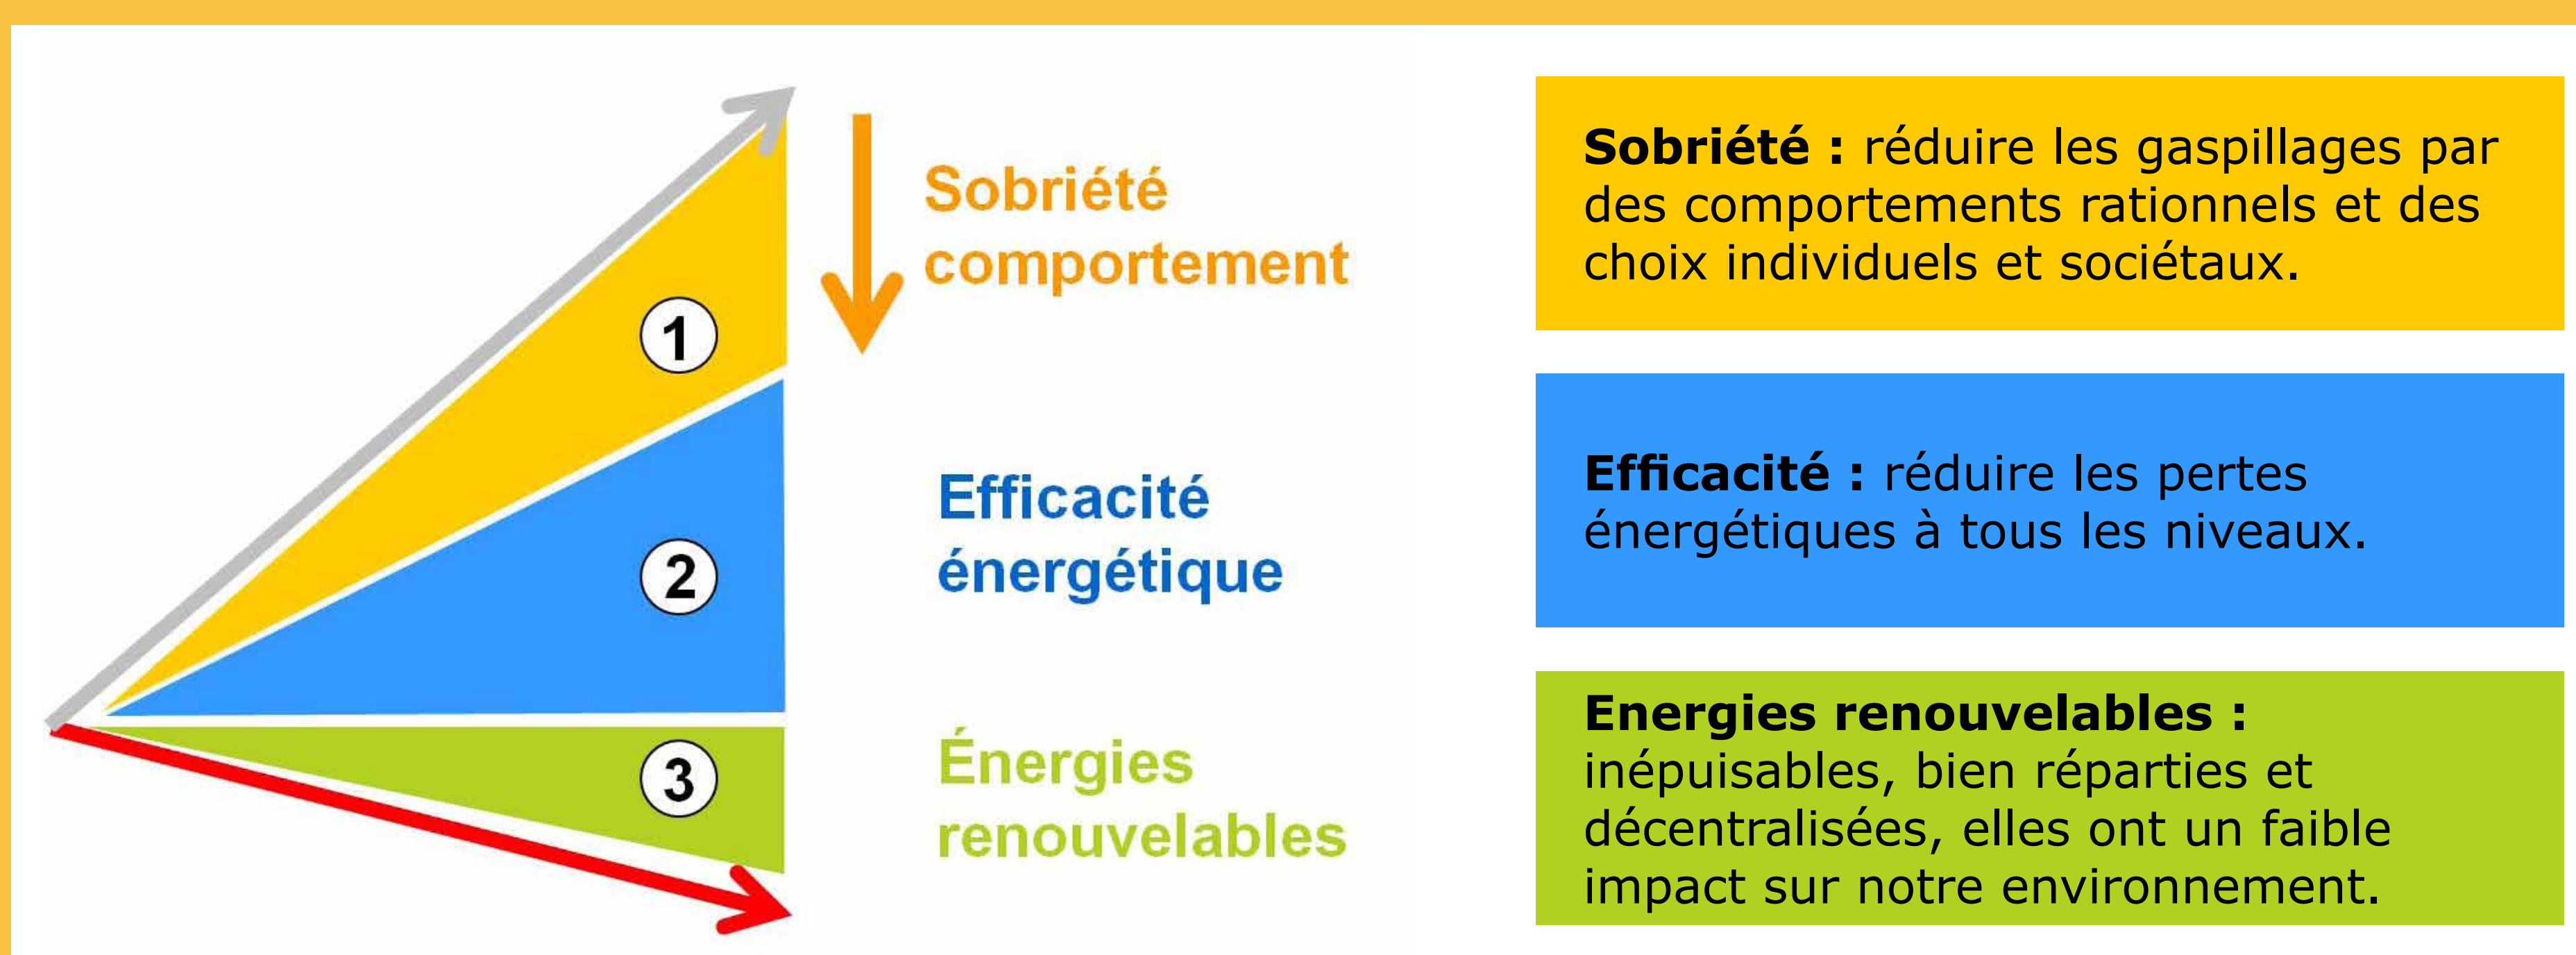 Sobriété
comportement
1
2
3
Efficacité
énergétique
Énergies
renouvelables
Sobriété : réduire les gaspillages par
des comportements rationnels et des
choix individuels et sociétaux.
Efficacité : réduire les pertes
énergétiques à tous les niveaux.
Energies renouvelables :
inépuisables, bien réparties et
décentralisées, elles ont un faible
impact sur notre environnement.